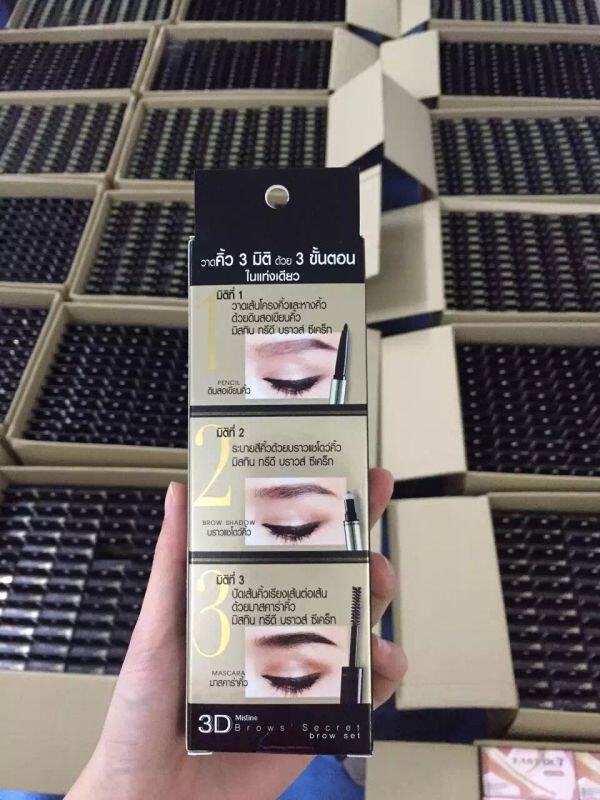 วาดคิ้ว 3 มิติ ด้วย 3 ขั้นตอน
ในแท่งเดียว
1
มิติที่ 1
วาดเส้นโครงคิ้วและหางคิ้ว
ด้วยดินสอเขียนคิ้ว
มิสทิน ทรีดี บราวส์ ซีเคร็ท
PENCIL
ดินสอเขียนคิ้ว
2
มิติที่ 2
ระบายสีคิ้วด้วยบราวแชโดว์คิ้ว
มิสทิน ทรีดี บราวส์ ซีเคร็ท
BROW SHADOW
บราวแชโดว์คิ้ว
3
มิติที่ 3
ปัดเส้นคิ้วเรียงเส้นต่อเส้น
ด้วยมาสคาร่าคิ้ว
มิสทิน ทรีดี บราวส์ ซีเคร็ท
MASCARA
มาสคาร่าคิ้ว
3D Mistine
Brows' Secret
brow set